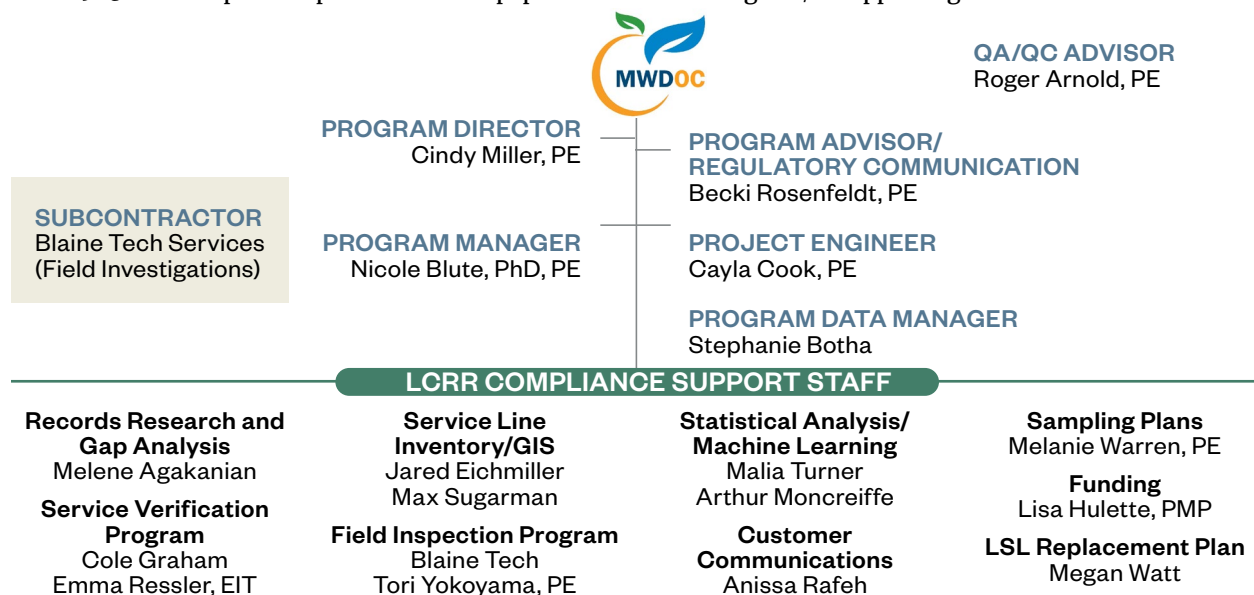 MWDOC
QA/QC ADVISOR
Roger Arnold, PE
PROGRAM DIRECTOR
Cindy Miller, PE
PROGRAM ADVISOR/
REGULATORY COMMUNICATION
Becki Rosenfeldt, PE
SUBCONTRACTOR
Blaine Tech Services
(Field Investigations)
PROGRAM MANAGER
Nicole Blute, PhD, PE
PROJECT ENGINEER
Cayla Cook, PE
PROGRAM DATA MANAGER
Stephanie Botha
LCRR COMPLIANCE SUPPORT STAFF
Records Research and
Gap Analysis
Melene Agakanian
Service Verification
Program
Cole Graham
Emma Ressler, EIT
Service Line
Inventory/GIS
Jared Eichmiller
Max Sugarman
Field Inspection Program
Blaine Tech
Tori Yokoyama, PE
Statistical Analysis/
Machine Learning
Malia Turner
Arthur Moncreiffe
Customer
Communications
Anissa Rafeh
Sampling Plans
Melanie Warren, PE
Funding
Lisa Hulette, PMP
LSL Replacement Plan
Megan Watt